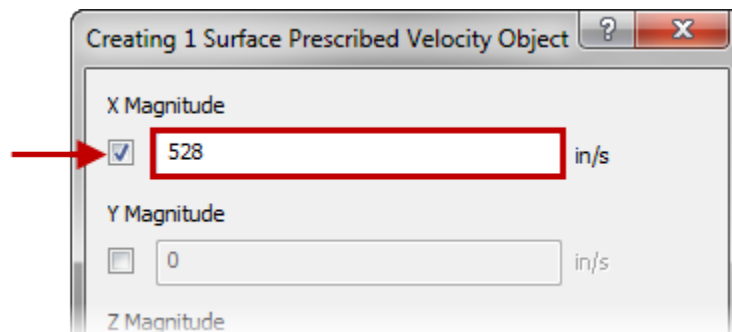 Creating 1 Surface Prescribed Velocity Object ? X
X Magnitude
528 in/s
Y Magnitude
0 in/s
Z Magnitude